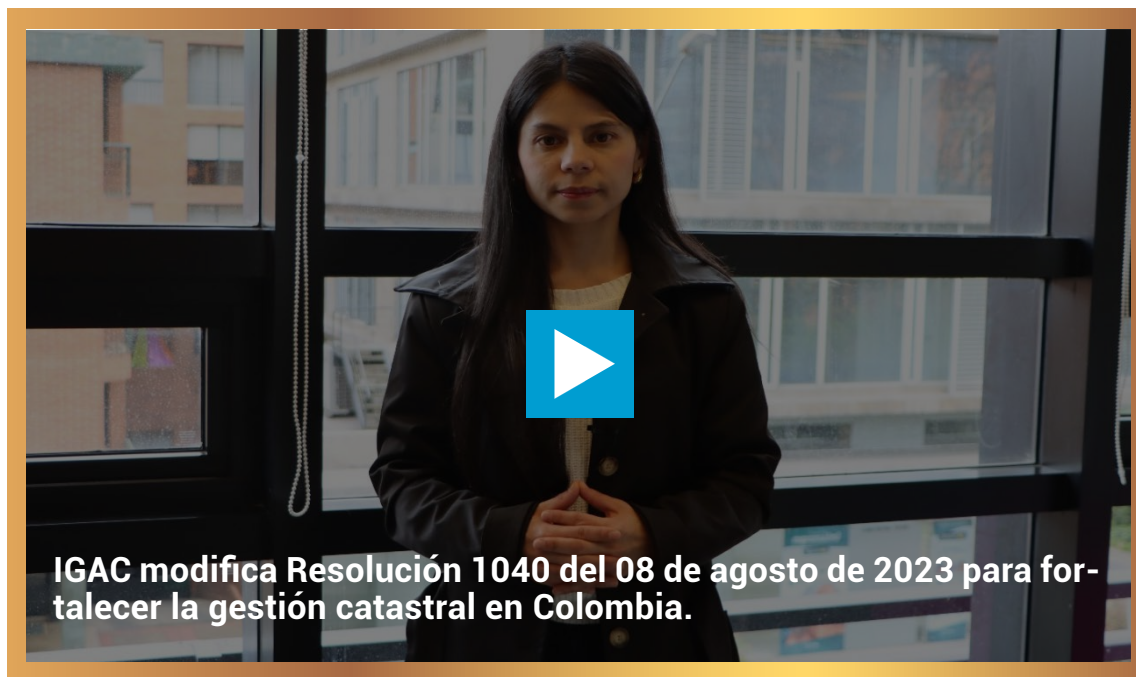 IGAC modifica Resolución 1040 del 08 de agosto de 2023 para for-
talecer la gestión catastral en Colombia.